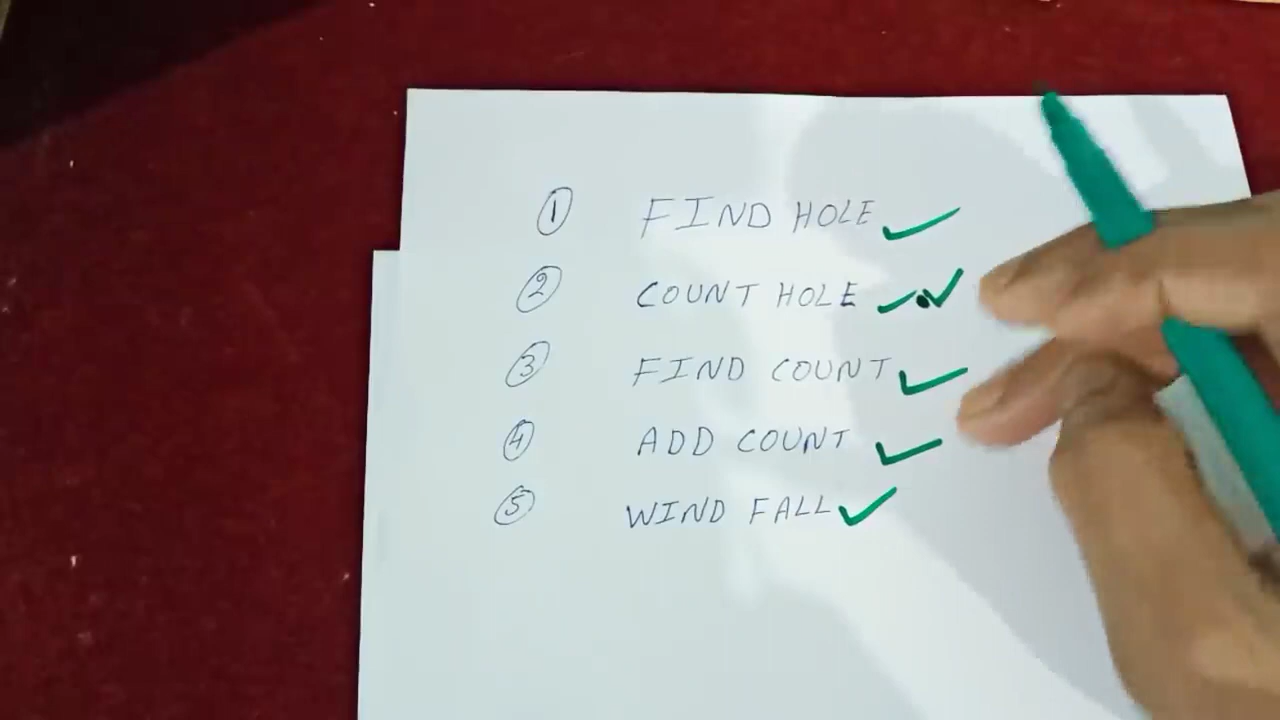 ① FIND HOLE ✓
② COUNT HOLE ✓•✓
③ FIND COUNT ✓
④ ADD COUNT ✓
⑤ WIND FALL ✓